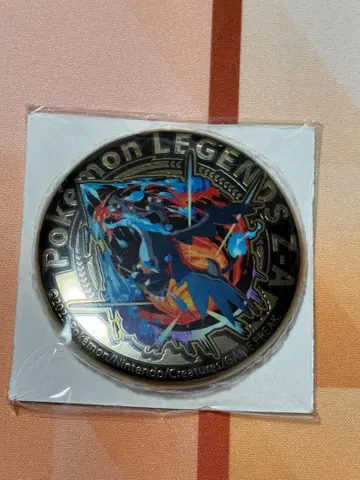 Pokémon LEGENDS Z-A
©2025 Pokémon/Nintendo/Creatures/GAME FREAK